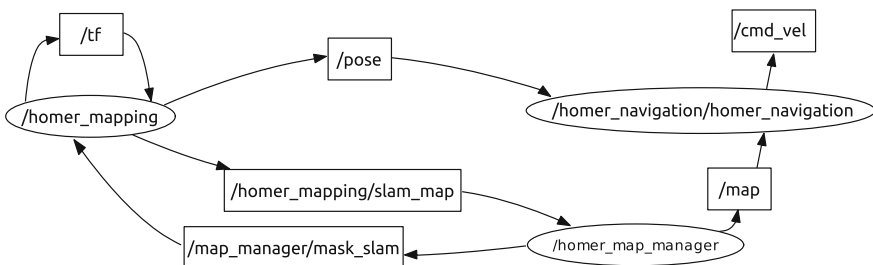 /tf
/cmd_vel
/pose
/homer_mapping
/homer_navigation/homer_navigation
/homer_mapping/slam_map
/map
/map_manager/mask_slam
/homer_map_manager